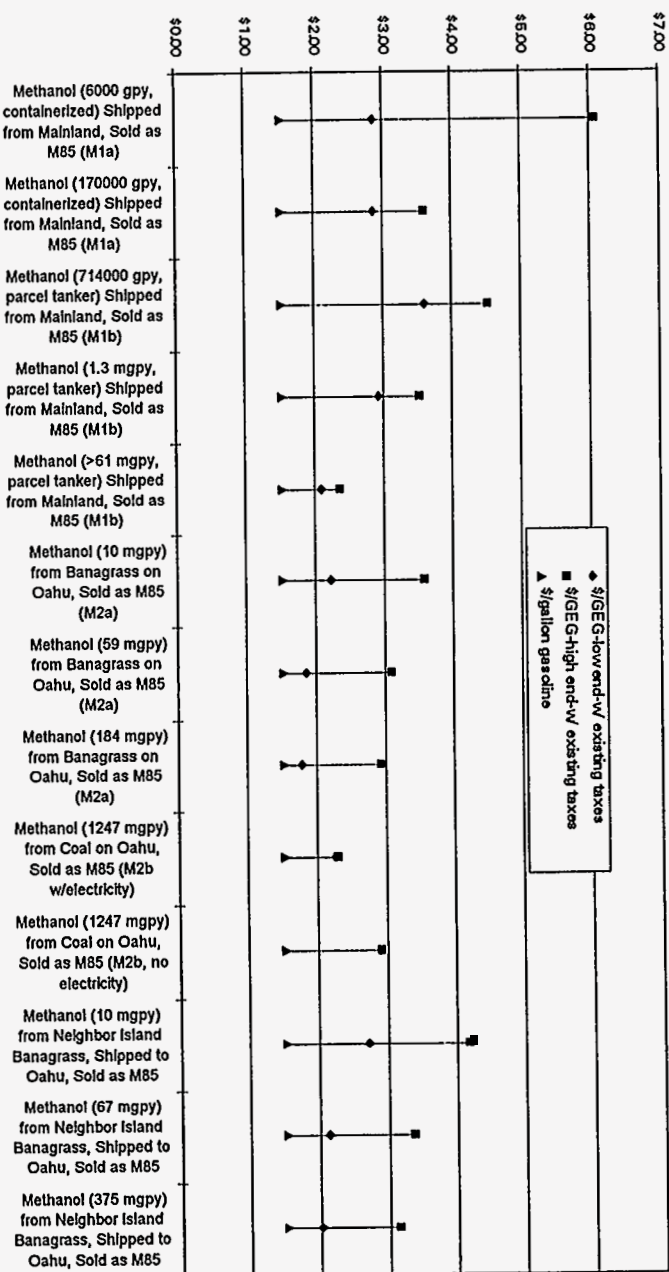 $0.00
$1.00
$2.00
$3.00
$4.00
$5.00
$6.00
$7.00
$/GEG-low end-w/ existing taxes
$/GEG-high end-w/ existing taxes
$/gallon gasoline
Methanol (6000 gpy,
containerized) Shipped
from Mainland, Sold as
M85 (M1a)
Methanol (170000 gpy,
containerized) Shipped
from Mainland, Sold as
M85 (M1a)
Methanol (714000 gpy,
parcel tanker) Shipped
from Mainland, Sold as
M85 (M1b)
Methanol (1.3 mgpy,
parcel tanker) Shipped
from Mainland, Sold as
M85 (M1b)
Methanol (>61 mgpy,
parcel tanker) Shipped
from Mainland, Sold as
M85 (M1b)
Methanol (10 mgpy)
from Banagrass on
Oahu, Sold as M85
(M2a)
Methanol (59 mgpy)
from Banagrass on
Oahu, Sold as M85
(M2a)
Methanol (184 mgpy)
from Banagrass on
Oahu, Sold as M85
(M2a)
Methanol (1247 mgpy)
from Coal on Oahu,
Sold as M85 (M2b
w/electricity)
Methanol (1247 mgpy)
from Coal on Oahu,
Sold as M85 (M2b, no
electricity)
Methanol (10 mgpy)
from Neighbor Island
Banagrass, Shipped to
Oahu, Sold as M85
Methanol (67 mgpy)
from Neighbor Island
Banagrass, Shipped to
Oahu, Sold as M85
Methanol (375 mgpy)
from Neighbor Island
Banagrass, Shipped to
Oahu, Sold as M85